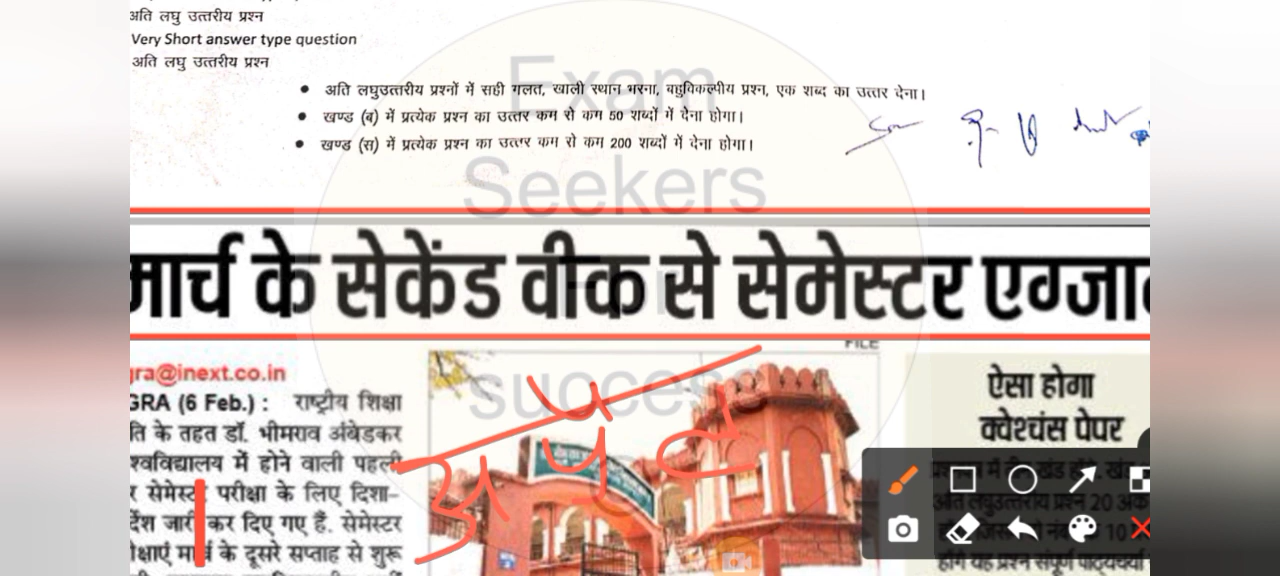 अति लघु उत्तरीय प्रश्न
Very Short answer type question
अति लघु उत्तरीय प्रश्न
• अति लघुउत्तरीय प्रश्नों में सही गलत, खाली स्थान भरना, बहुविकल्पीय प्रश्न, एक शब्द का उत्तर देना।
• खण्ड (ब) में प्रत्येक प्रश्न का उत्तर कम से कम 50 शब्दों में देना होगा।
• खण्ड (स) में प्रत्येक प्रश्न का उत्तर कम से कम 200 शब्दों में देना होगा।
Exam
Seekers
For
success
मार्च के सेकेंड वीक से सेमेस्टर एग्जा
gra@inext.co.in
GRA (6 Feb.) : राष्ट्रीय शिक्षा
ति के तहत डॉ. भीमराव अंबेडकर
श्वविद्यालय में होने वाली पहली
र सेमेस्टर परीक्षा के लिए दिशा-
र्देश जारी कर दिए गए हैं. सेमेस्टर
क्षाएं मार्च के दूसरे सप्ताह से शुरू
FILE
ऐसा होगा
क्वेश्चंस पेपर
अति लघुउत्तरीय प्रश्न 20 अंक
होंगे यह प्रश्न संपूर्ण पाठ्यचर्या